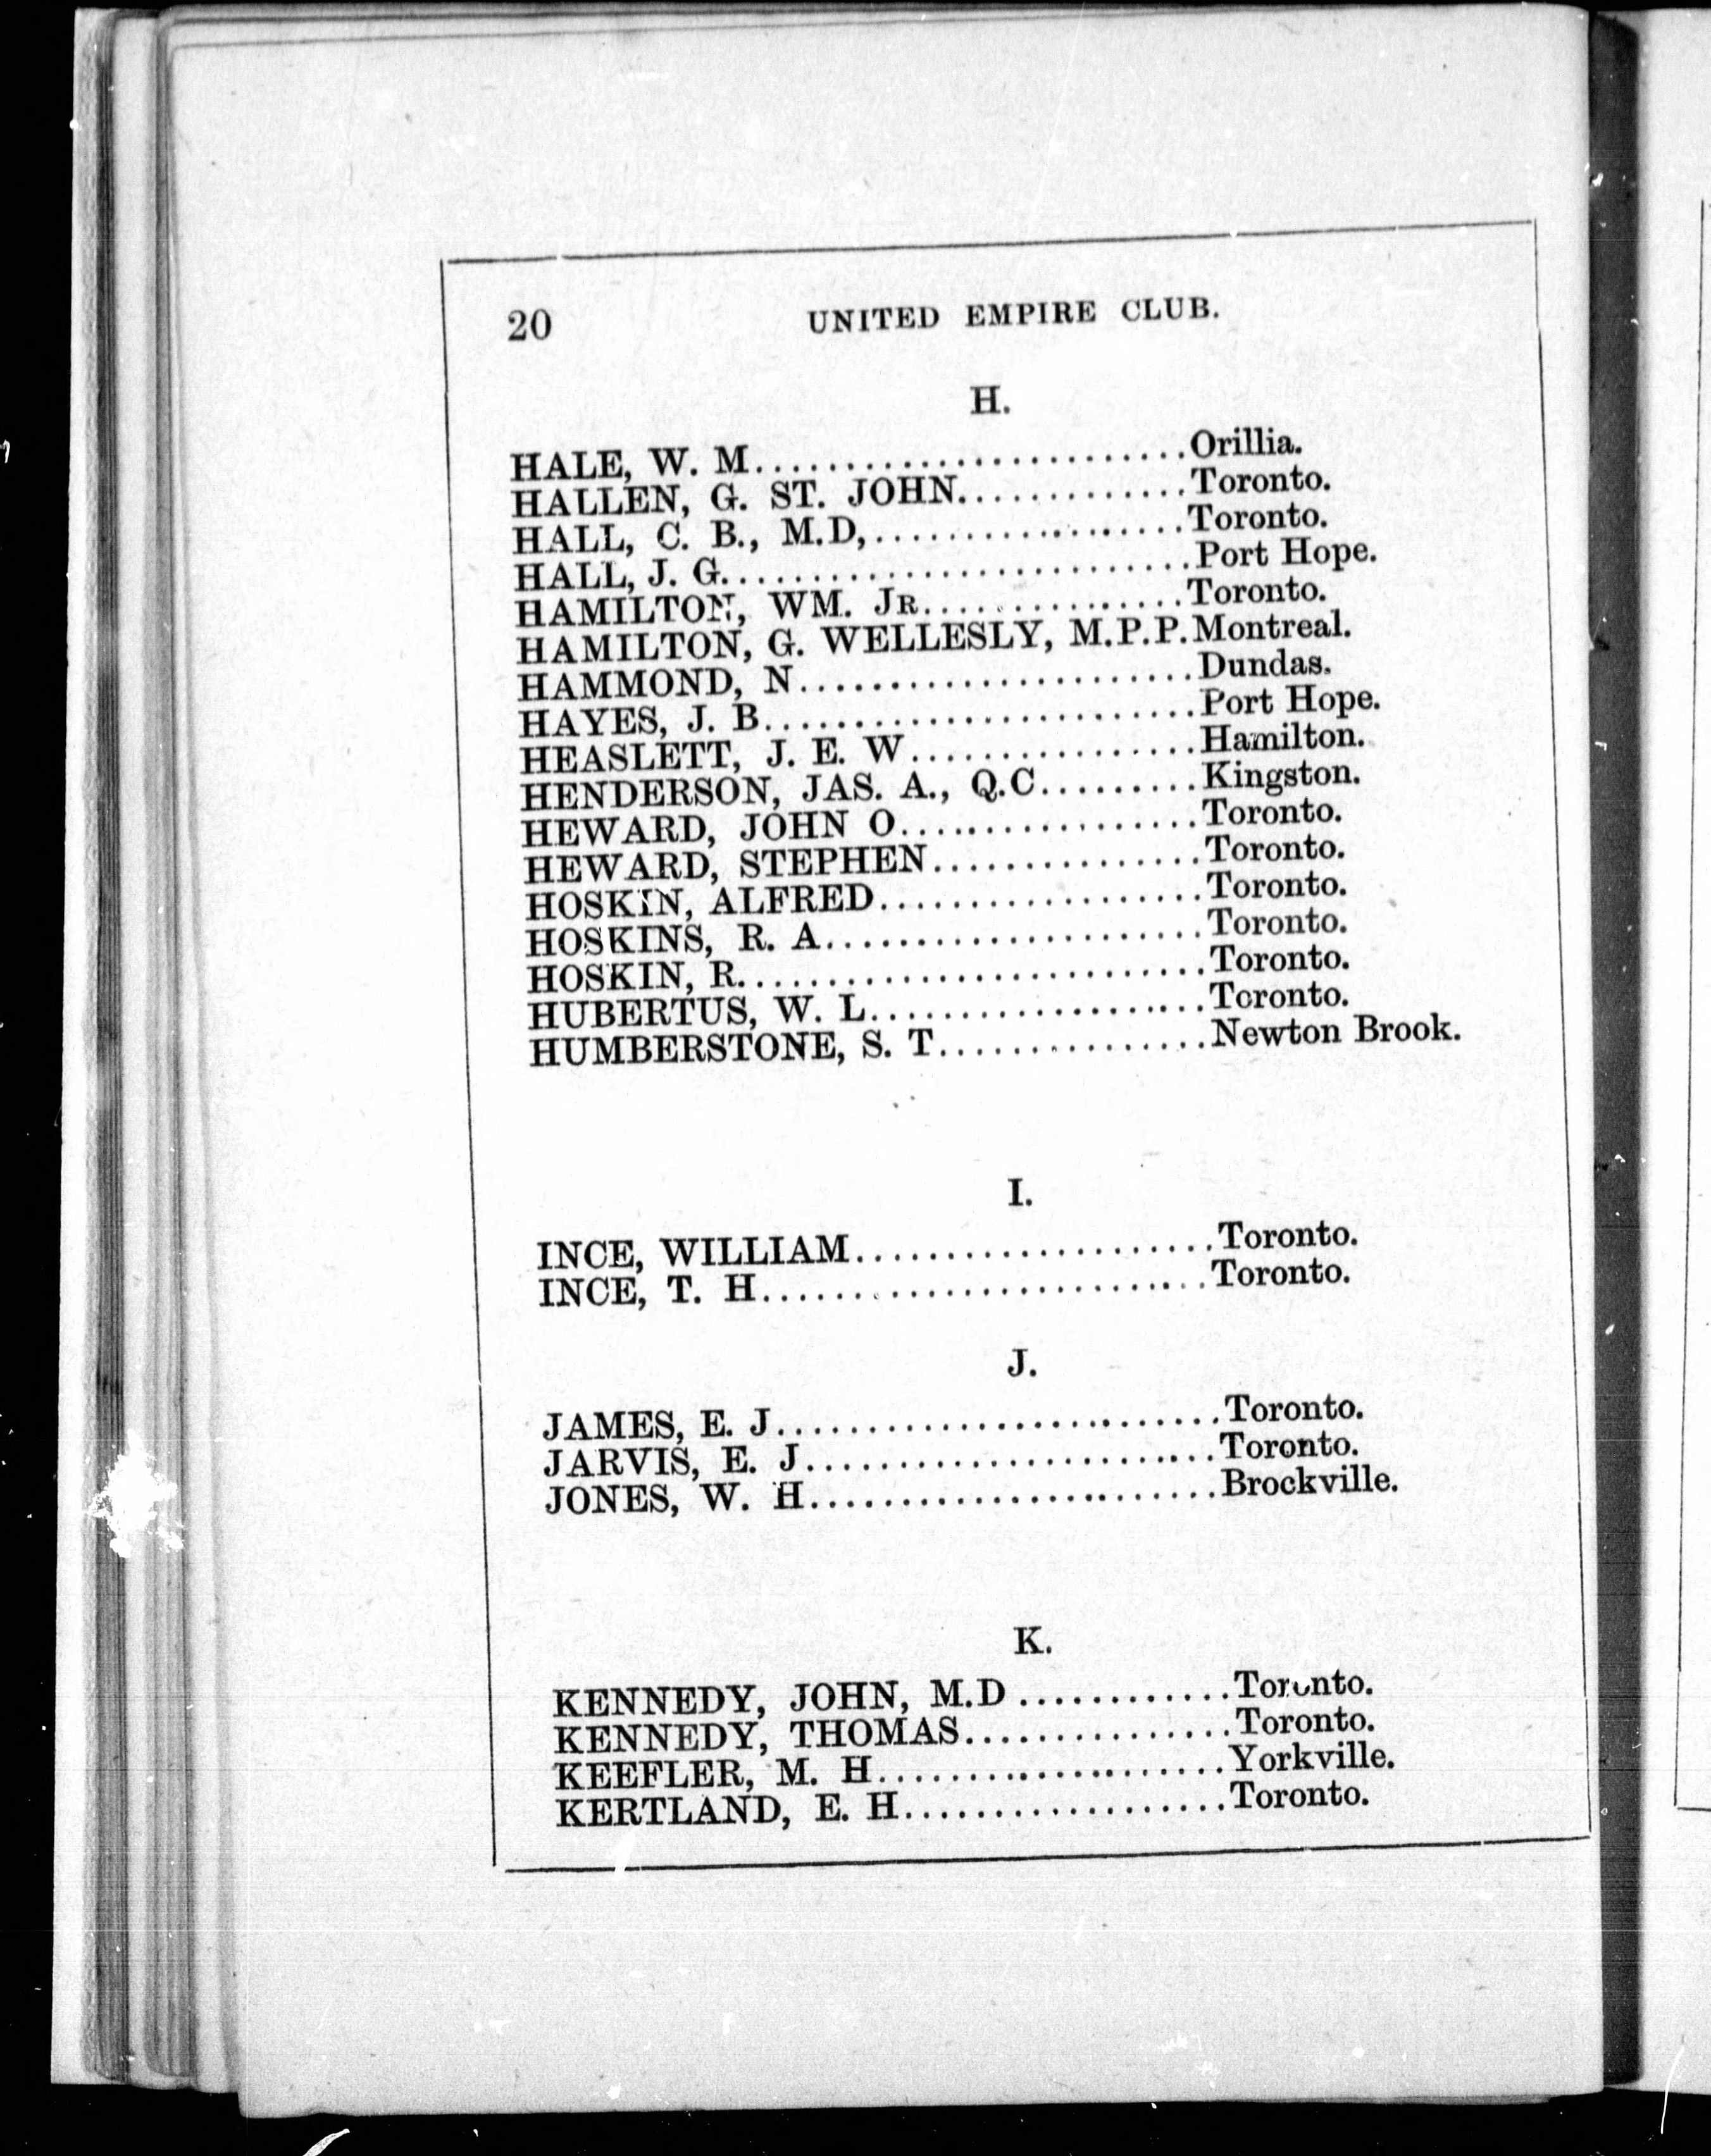 20 UNITED EMPIRE CLUB.
H.
HALE, W. M..........................Orillia.
HALLEN, G. ST. JOHN.............Toronto.
HALL, C. B., M.D,..................Toronto.
HALL, J. G...........................Port Hope.
HAMILTON, WM. JR...............Toronto.
HAMILTON, G. WELLESLY, M.P.P.Montreal.
HAMMOND, N......................Dundas.
HAYES, J. B........................Port Hope.
HEASLETT, J. E. W................Hamilton.
HENDERSON, JAS. A., Q.C.........Kingston.
HEWARD, JOHN O.................Toronto.
HEWARD, STEPHEN...............Toronto.
HOSKIN, ALFRED..................Toronto.
HOSKINS, R. A.....................Toronto.
HOSKIN, R..........................Toronto.
HUBERTUS, W. L...................Toronto.
HUMBERSTONE, S. T...............Newton Brook.
I.
INCE, WILLIAM....................Toronto.
INCE, T. H.........................Toronto.
J.
JAMES, E. J.........................Toronto.
JARVIS, E. J.......................Toronto.
JONES, W. H.......................Brockville.
K.
KENNEDY, JOHN, M.D ............Toronto.
KENNEDY, THOMAS...............Toronto.
KEEFLER, M. H....................Yorkville.
KERTLAND, E. H..................Toronto.